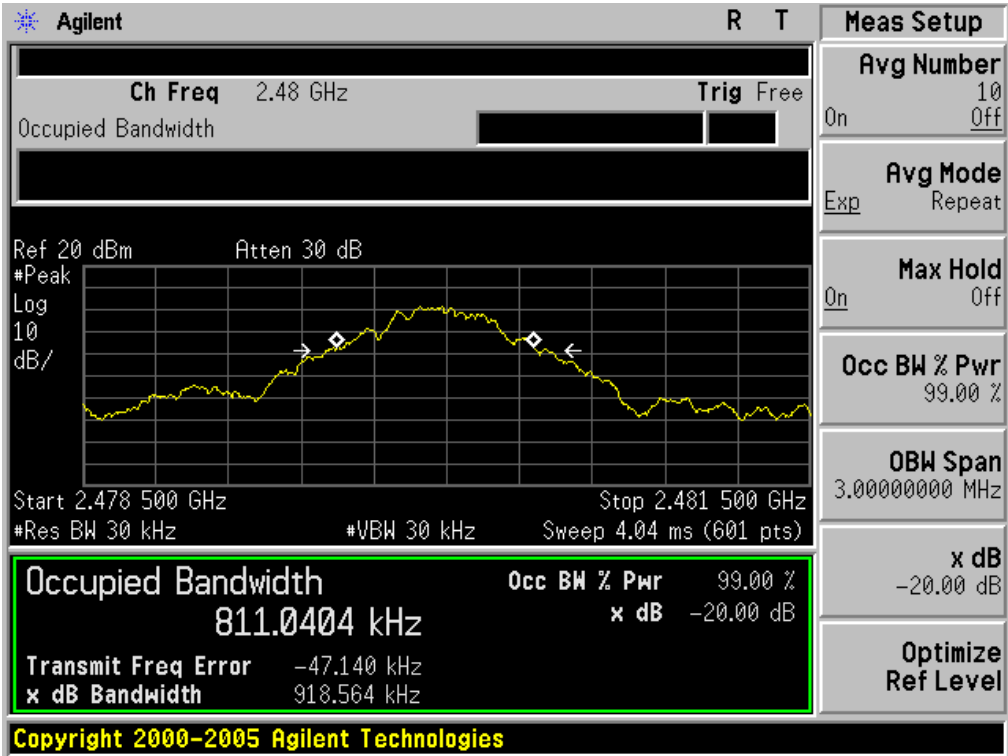 Agilent R T
Ch Freq 2.48 GHz Trig Free
Occupied Bandwidth
Ref 20 dBm Atten 30 dB
#Peak
Log
10
dB/
Start 2.478 500 GHz Stop 2.481 500 GHz
#Res BW 30 kHz #VBW 30 kHz Sweep 4.04 ms (601 pts)
Occupied Bandwidth Occ BW % Pwr 99.00 %
811.0404 kHz x dB -20.00 dB
Transmit Freq Error -47.140 kHz
x dB Bandwidth 918.564 kHz
Copyright 2000-2005 Agilent Technologies
Meas Setup
Avg Number
10
On Off
Avg Mode
Exp Repeat
Max Hold
On Off
Occ BW % Pwr
99.00 %
OBW Span
3.00000000 MHz
x dB
-20.00 dB
Optimize
Ref Level